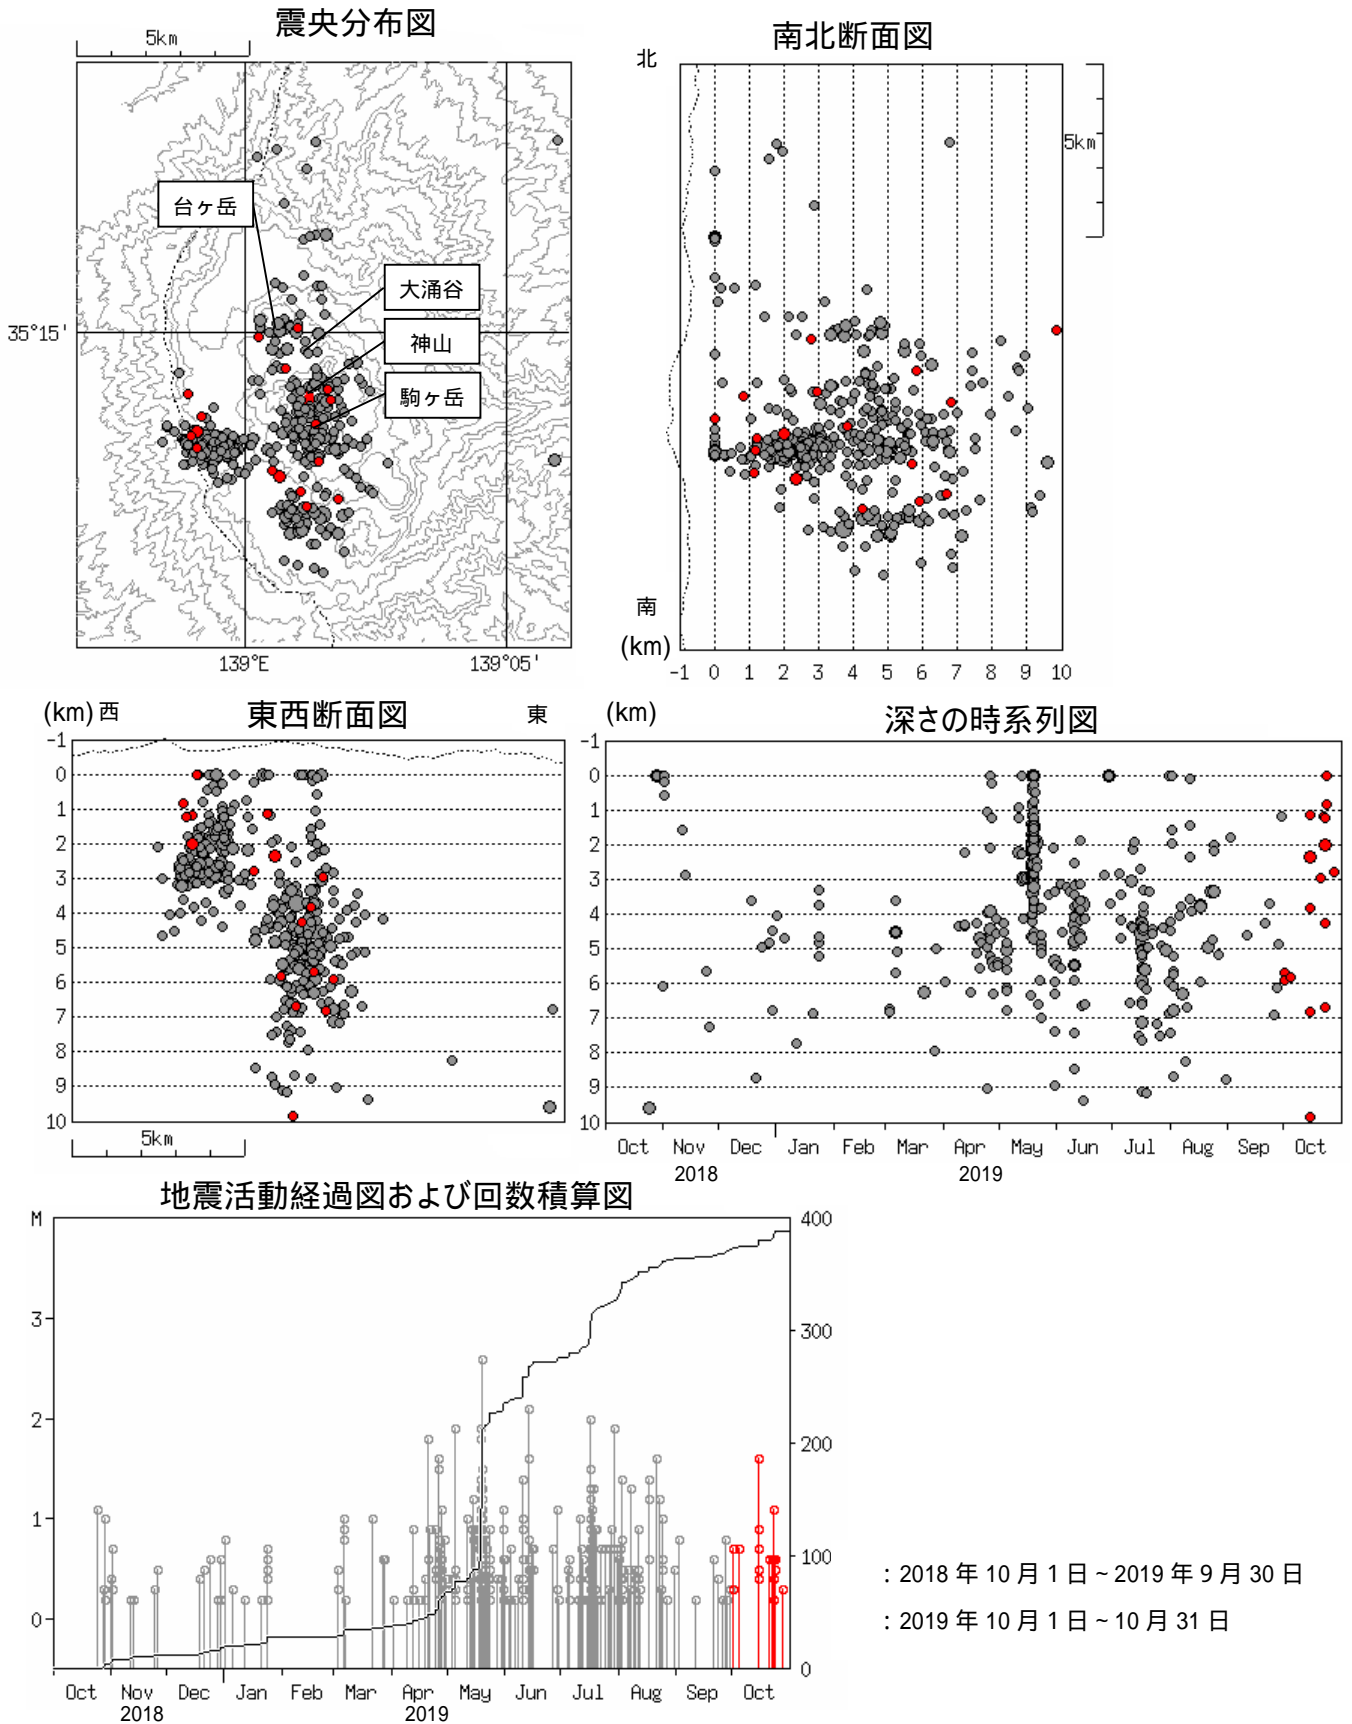 震央分布図
5km
台ヶ岳
大涌谷
神山
駒ヶ岳
35°15'
139°E
139°05'
南北断面図
北
5km
南
(km)
-1 0 1 2 3 4 5 6 7 8 9 10
(km) 西
東西断面図
東
-1
0
1
2
3
4
5
6
7
8
9
10
5km
(km)
深さの時系列図
-1
0
1
2
3
4
5
6
7
8
9
10
Oct Nov Dec Jan Feb Mar Apr May Jun Jul Aug Sep Oct
2018 2019
地震活動経過図および回数積算図
M
3
2
1
0
400
300
200
100
0
Oct Nov Dec Jan Feb Mar Apr May Jun Jul Aug Sep Oct
2018 2019
：2018 年 10 月 1 日 ~ 2019 年 9 月 30 日
：2019 年 10 月 1 日 ~ 10 月 31 日